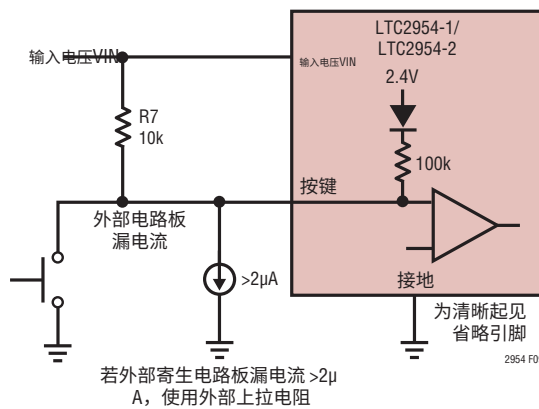 LTC2954-1/
LTC2954-2
输入电压VIN
输入电压VIN
2.4V
R7
10k
100k
按键
外部电路板
漏电流
>2µA
接地
为清晰起见
省略引脚
2954 F0
若外部寄生电路板漏电流 >2µ
A，使用外部上拉电阻